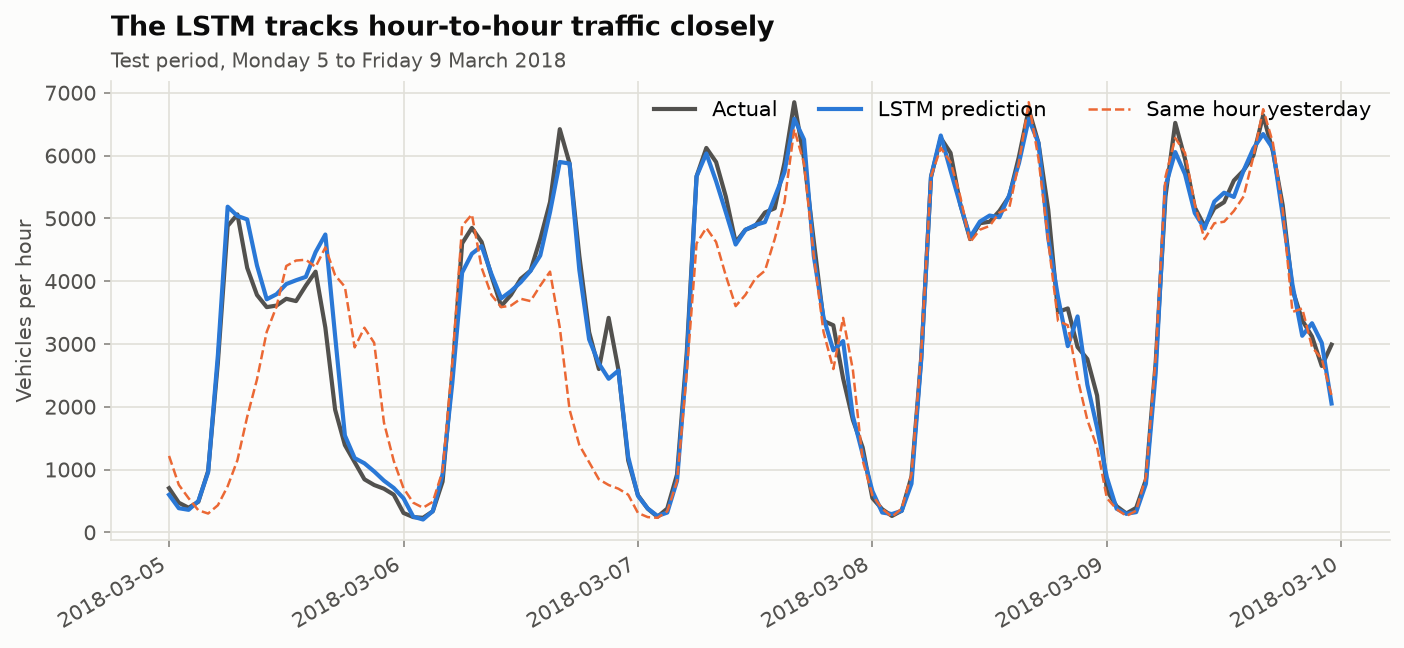 The LSTM tracks hour-to-hour traffic closely
Test period, Monday 5 to Friday 9 March 2018
Actual
LSTM prediction
Same hour yesterday
Vehicles per hour
7000
6000
5000
4000
3000
2000
1000
0
2018-03-05
2018-03-06
2018-03-07
2018-03-08
2018-03-09
2018-03-10